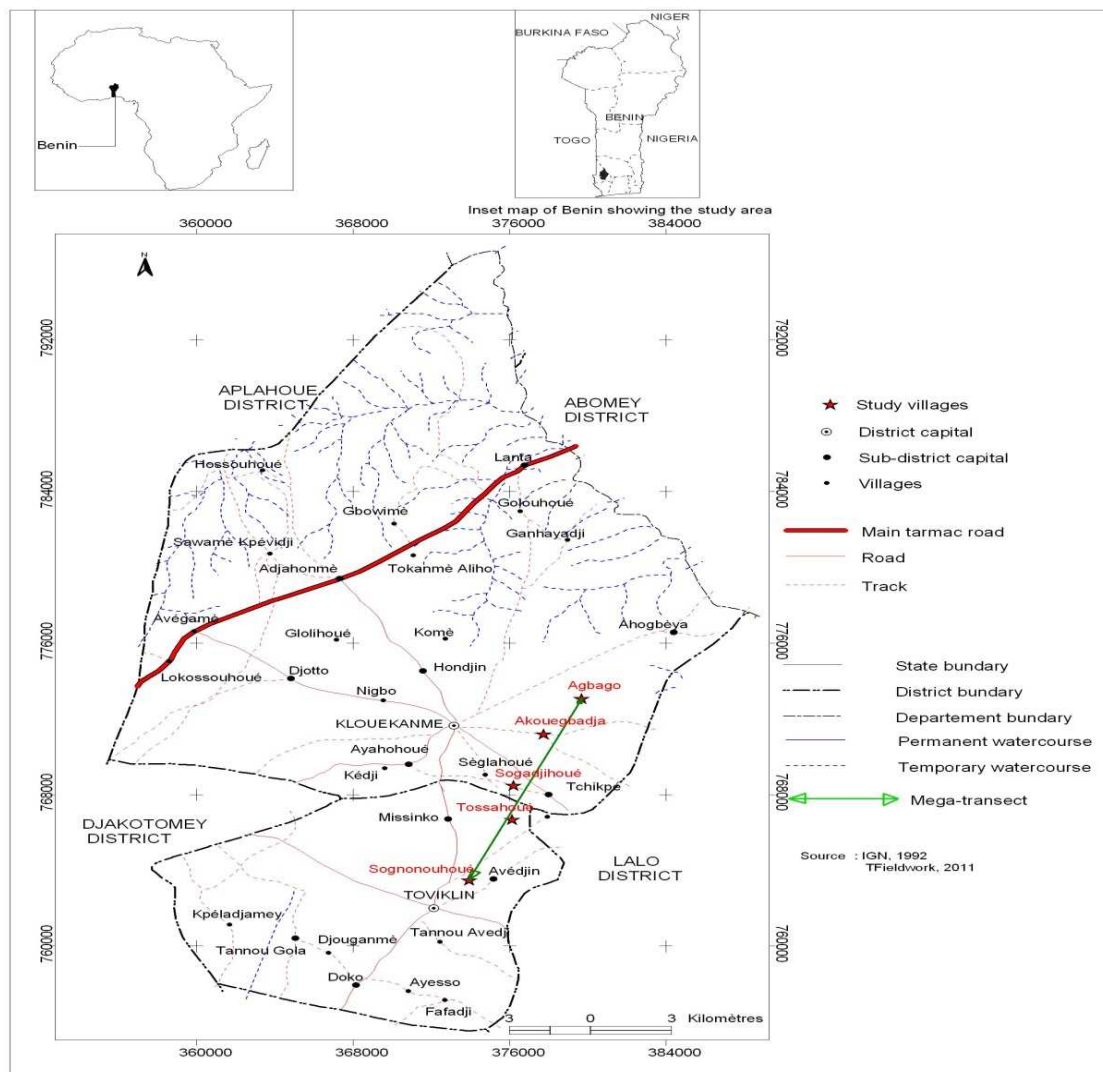 Benin
NIGER
BURKINA FASO
BENIN
TOGO
NIGERIA
Inset map of Benin showing the study area
360000
368000
376000
384000
N
792000
792000
APLAHOUE
DISTRICT
ABOMEY
DISTRICT
Hossouhoué
Lanta
784000
784000
Golouhoué
Gbowimè
Ganhayadji
Sawamè Kpévidji
Adjahonmè
Tokanmè Aliho
Avégamè
Ahogbèya
776000
776000
Glolihoué
Komè
Lokossouhoué
Djotto
Hondjin
Nigbo
Agbago
KLOUEKANME
Akouegbadja
Ayahohoué
Kédji
Sèglahoué
Sogadjihoué
Tchikpé
768000
768000
Tossahoué
Missinko
DJAKOTOMEY
DISTRICT
LALO
DISTRICT
Sognonouhoué
Avédjin
TOVIKLIN
Kpéladjamey
Tannou Avedji
Tannou Gola
Djouganmè
760000
760000
Doko
Ayesso
Fafadji
3 0 3 Kilomètres
360000
368000
376000
384000
Study villages
District capital
Sub-district capital
Villages
Main tarmac road
Road
Track
State bundary
District bundary
Departement bundary
Permanent watercourse
Temporary watercourse
Mega-transect
Source : IGN, 1992
TFieldwork, 2011